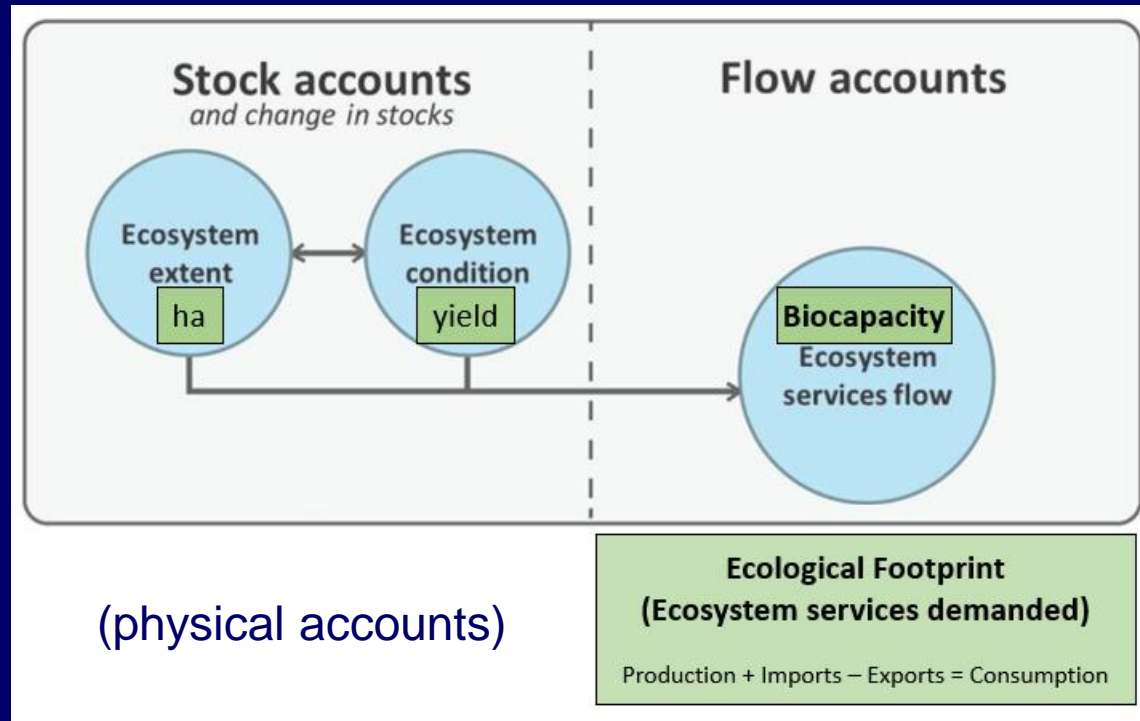 Stock accounts
and change in stocks
Flow accounts
Ecosystem
extent
ha
Ecosystem
condition
yield
Biocapacity
Ecosystem
services flow
(physical accounts)
Ecological Footprint
(Ecosystem services demanded)
Production + Imports – Exports = Consumption